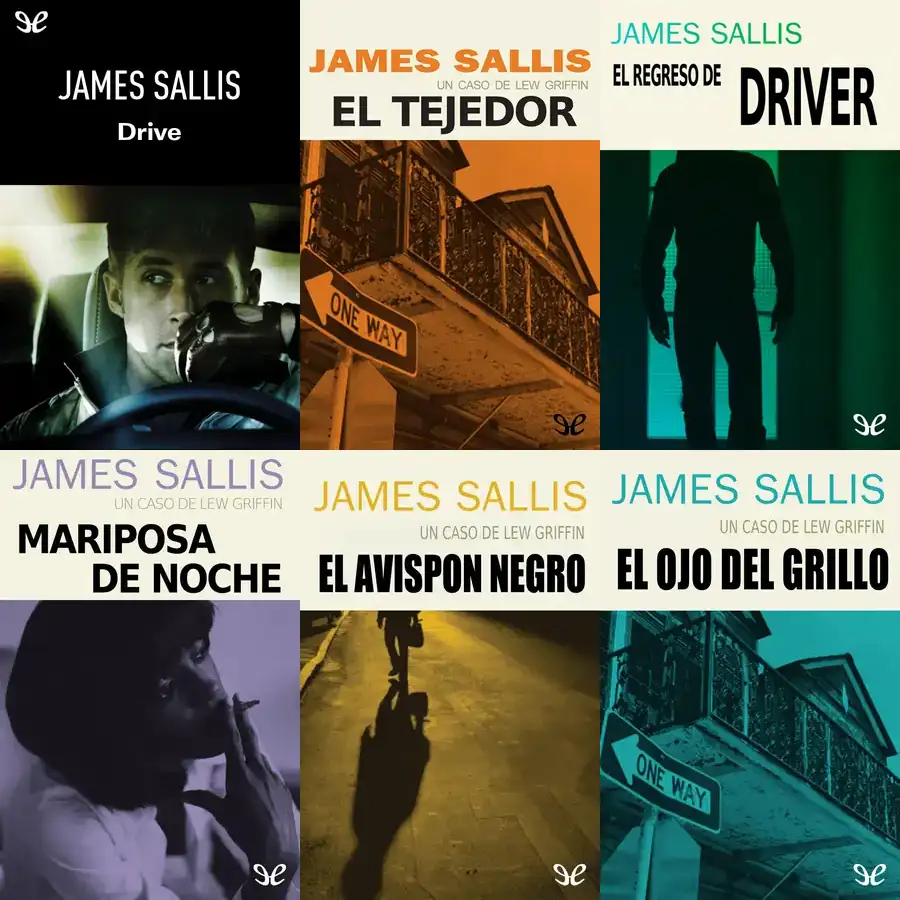 JAMES SALLIS
Drive
JAMES SALLIS
UN CASO DE LEW GRIFFIN
EL TEJEDOR
ONE WAY
JAMES SALLIS
EL REGRESO DE
DRIVER
JAMES SALLIS
UN CASO DE LEW GRIFFIN
MARIPOSA
DE NOCHE
JAMES SALLIS
UN CASO DE LEW GRIFFIN
EL AVISPON NEGRO
JAMES SALLIS
UN CASO DE LEW GRIFFIN
EL OJO DEL GRILLO
ONE WAY